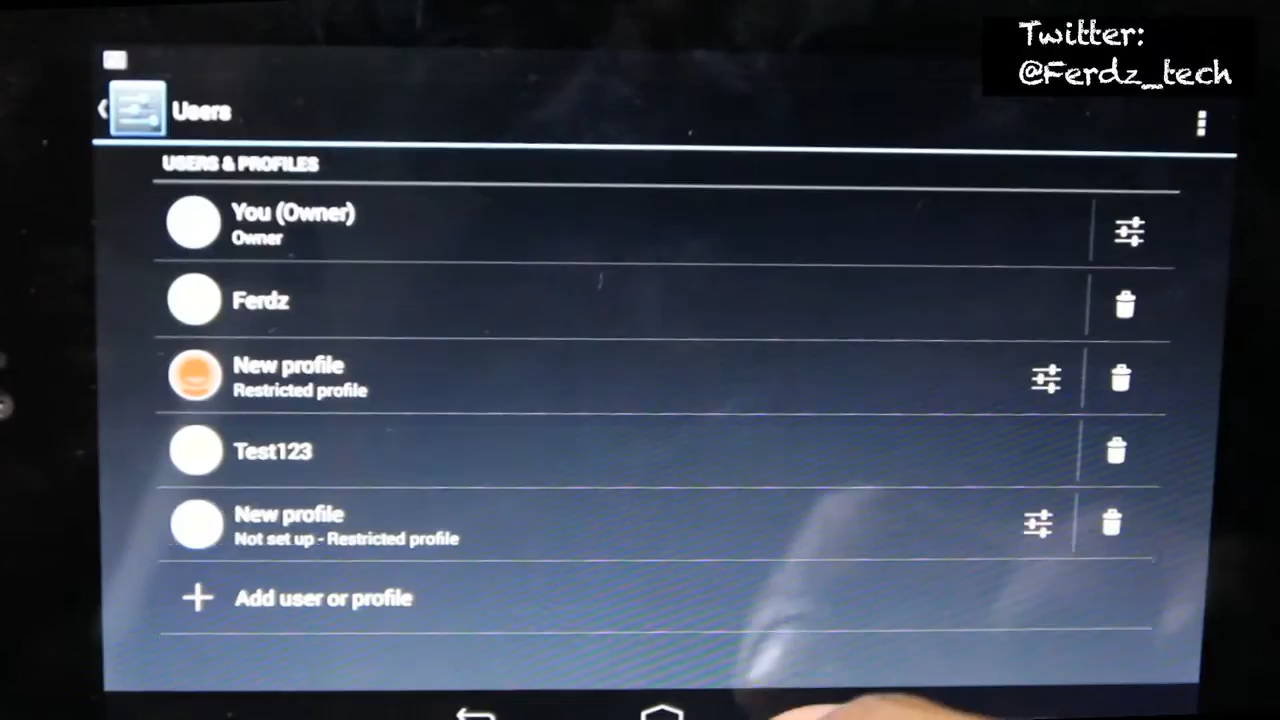 Twitter:
@Ferdz_tech
Users
USERS & PROFILES
You (Owner)
Owner
Ferdz
New profile
Restricted profile
Test123
New profile
Not set up - Restricted profile
Add user or profile